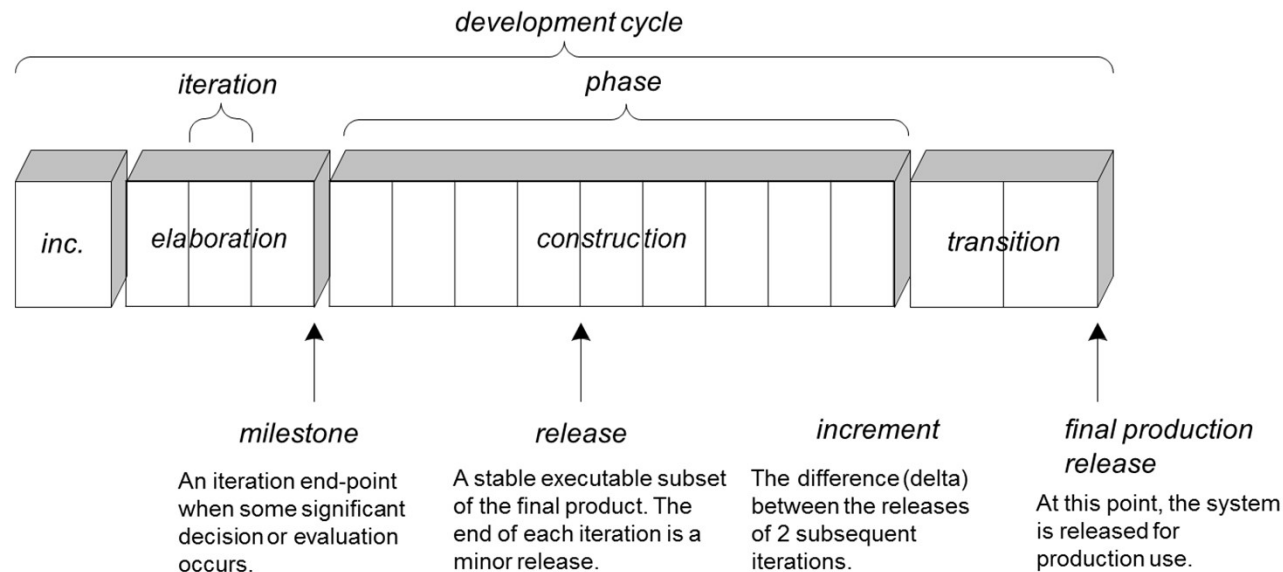 development cycle
iteration
phase
inc.
elaboration
construction
transition
milestone
An iteration end-point
when some significant
decision or evaluation
occurs.
release
A stable executable subset
of the final product. The
end of each iteration is a
minor release.
increment
The difference (delta)
between the releases
of 2 subsequent
iterations.
final production
release
At this point, the system
is released for
production use.